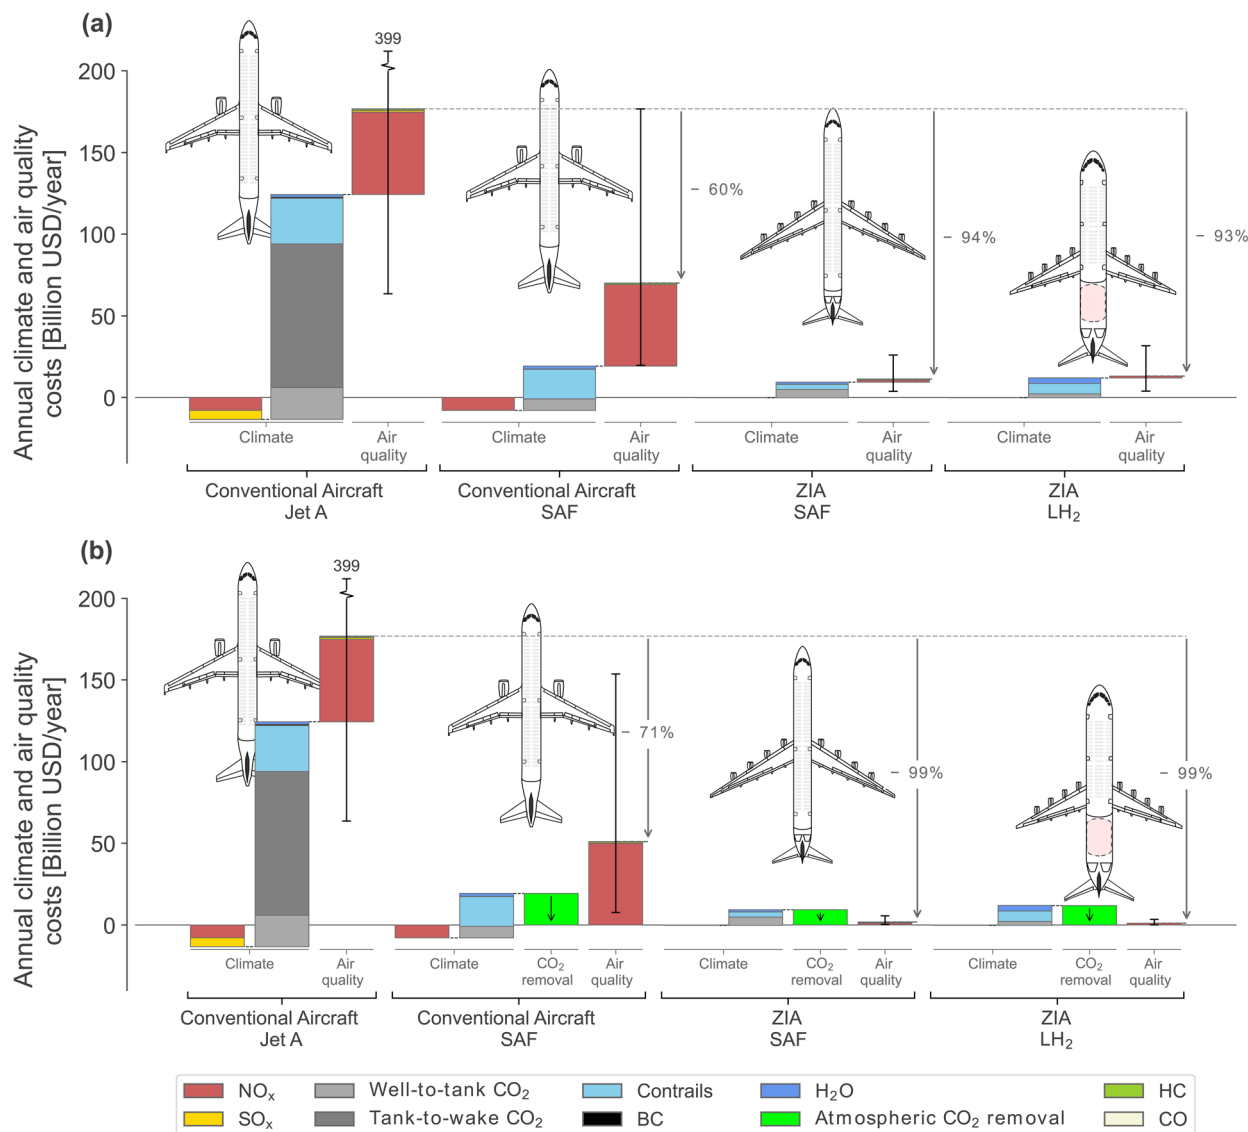 (a)
399
200
150
100
50
0
Annual climate and air quality
costs [Billion USD/year]
− 60%
− 94%
− 93%
Climate
Air
quality
Climate
Air
quality
Climate
Air
quality
Climate
Air
quality
Conventional Aircraft
Jet A
Conventional Aircraft
SAF
ZIA
SAF
ZIA
LH₂
(b)
399
200
150
100
50
0
Annual climate and air quality
costs [Billion USD/year]
− 71%
− 99%
− 99%
Climate
Air
quality
Climate
CO₂
removal
Air
quality
Climate
CO₂
removal
Air
quality
Climate
CO₂
removal
Air
quality
Conventional Aircraft
Jet A
Conventional Aircraft
SAF
ZIA
SAF
ZIA
LH₂
NOₓ
Well-to-tank CO₂
Contrails
H₂O
HC
SOₓ
Tank-to-wake CO₂
BC
Atmospheric CO₂ removal
CO